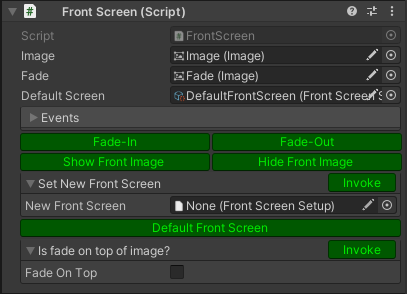 Front Screen (Script)
Script FrontScreen
Image Image (Image)
Fade Fade (Image)
Default Screen DefaultFrontScreen (Front Screen S
Events
Fade-In Fade-Out
Show Front Image Hide Front Image
Set New Front Screen Invoke
New Front Screen None (Front Screen Setup)
Default Front Screen
Is fade on top of image? Invoke
Fade On Top